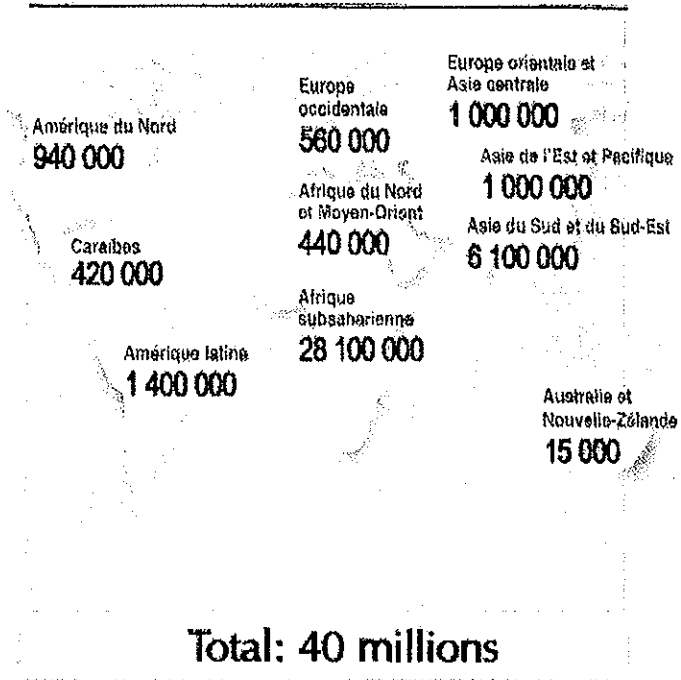 Amérique du Nord
940 000
Caraïbes
420 000
Amérique latine
1 400 000
Europe
occidentale
560 000
Afrique du Nord
et Moyen-Orient
440 000
Afrique
subsaharienne
28 100 000
Europe orientale et
Asie centrale
1 000 000
Asie de l'Est et Pacifique
1 000 000
Asie du Sud et du Sud-Est
6 100 000
Australie et
Nouvelle-Zélande
15 000
Total: 40 millions